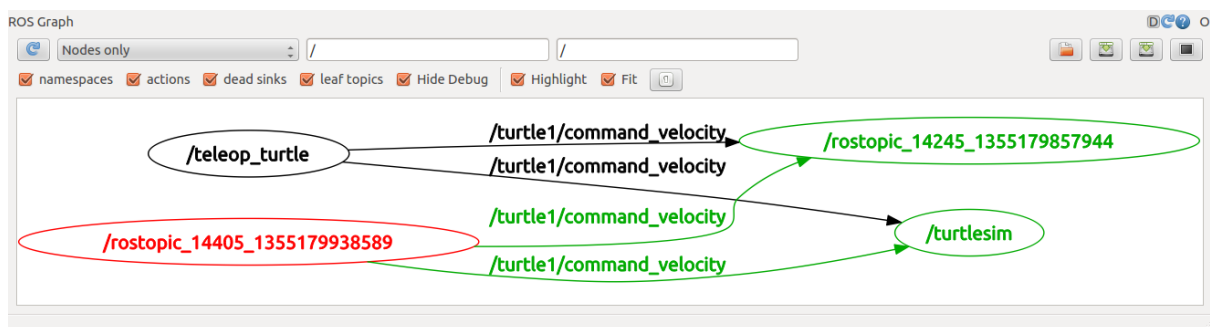 ROS Graph
D O
Nodes only / /
namespaces actions dead sinks leaf topics Hide Debug Highlight Fit
/turtle1/command_velocity
/teleop_turtle
/rostopic_14245_1355179857944
/turtle1/command_velocity
/turtle1/command_velocity
/rostopic_14405_1355179938589
/turtlesim
/turtle1/command_velocity